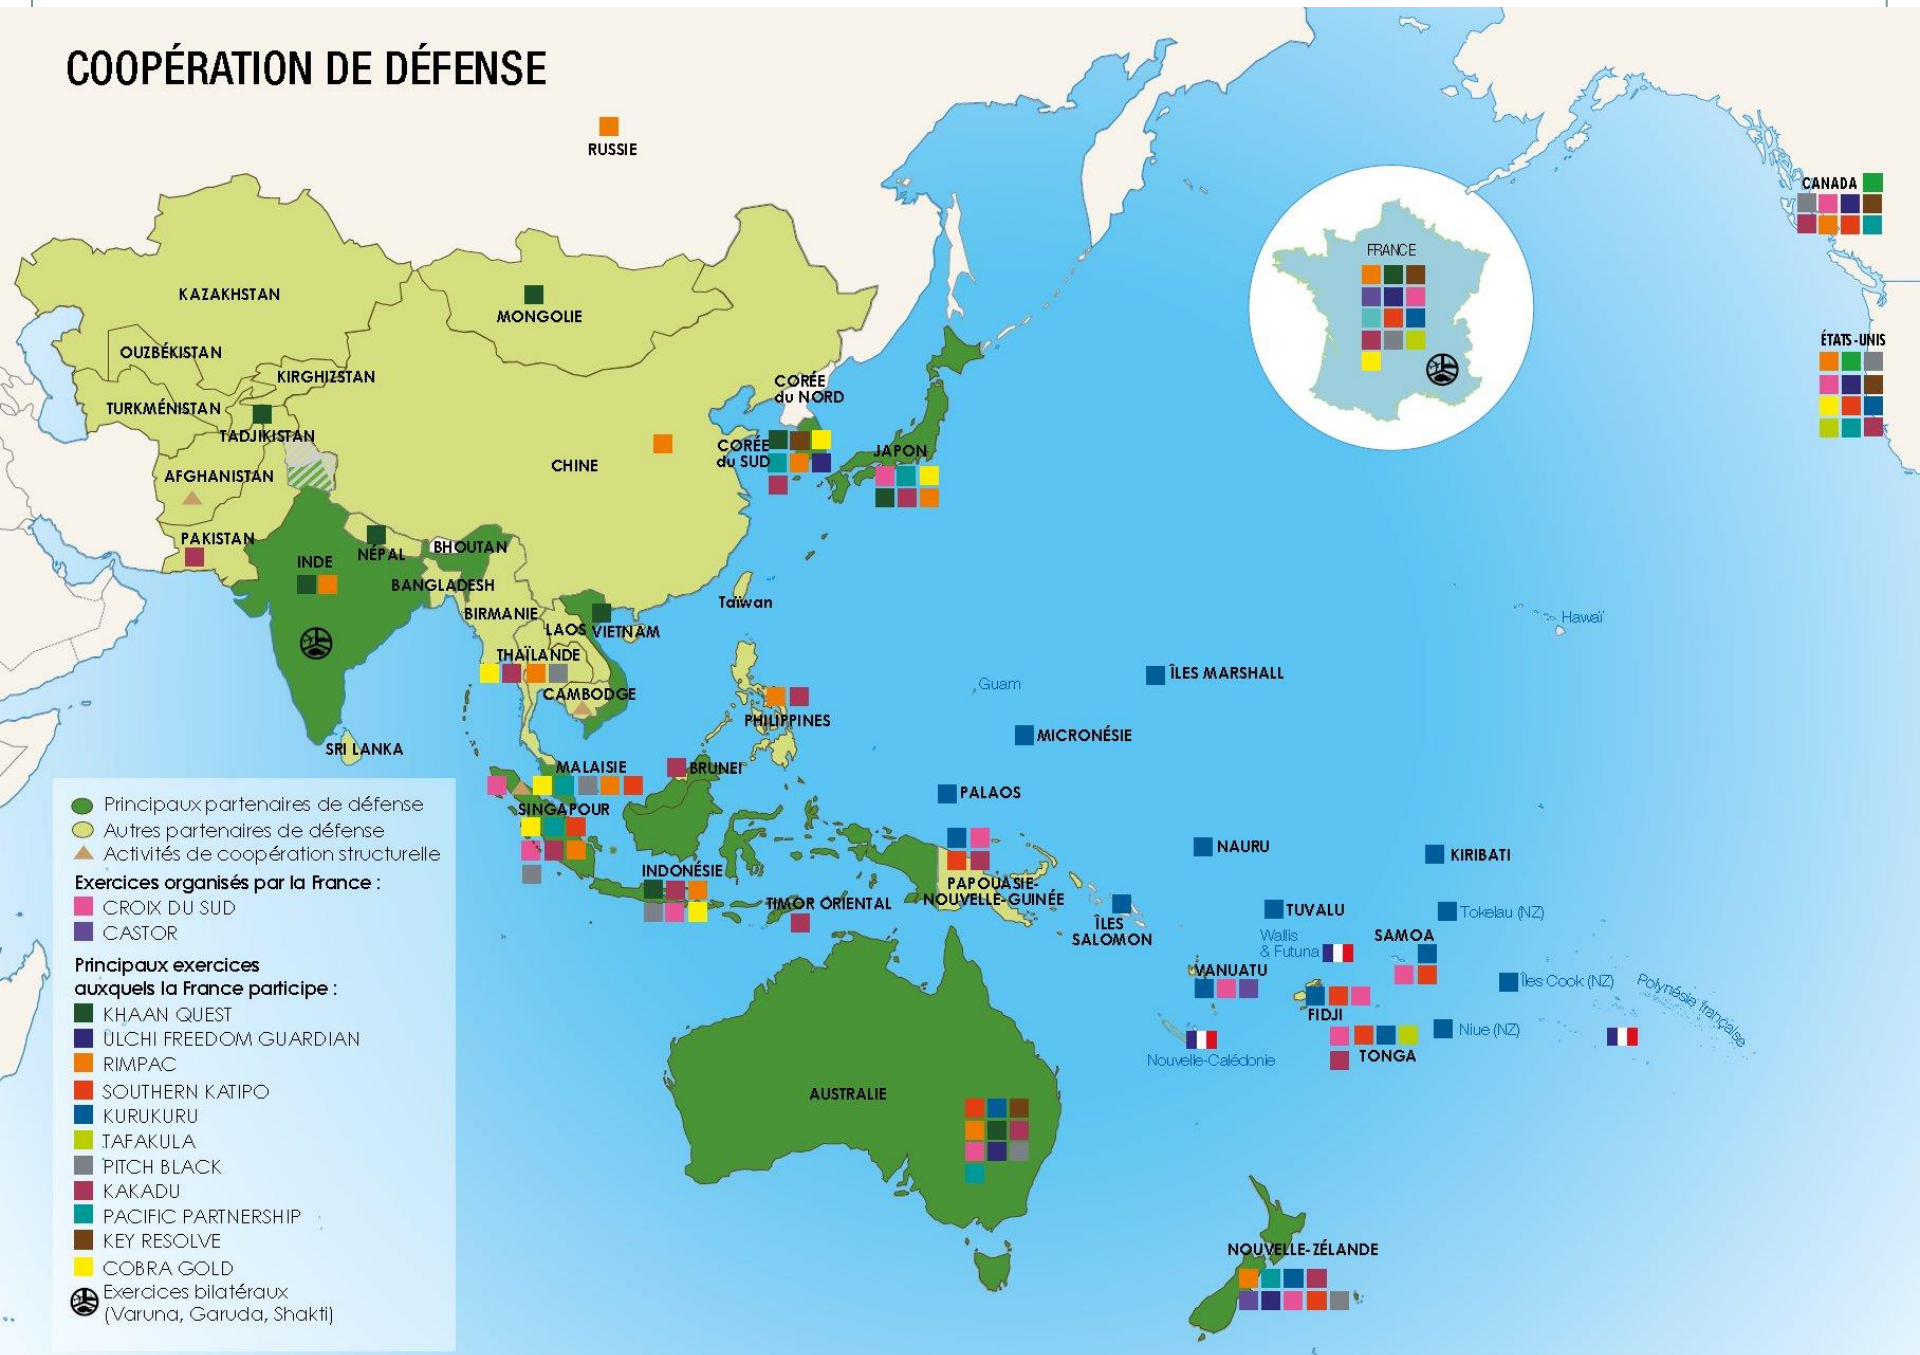 COOPÉRATION DE DÉFENSE
RUSSIE
CANADA
FRANCE
KAZAKHSTAN
MONGOLIE
ÉTATS-UNIS
OUZBÉKISTAN
KIRGHIZSTAN
CORÉE
du NORD
TURKMÉNISTAN
TADJIKISTAN
CORÉE
du SUD
JAPON
CHINE
AFGHANISTAN
PAKISTAN
NÉPAL
BHOUTAN
INDE
BANGLADESH
Taïwan
BIRMANIE
LAOS
VIETNAM
Hawaï
THAÏLANDE
ÎLES MARSHALL
Guam
CAMBODGE
PHILIPPINES
MICRONÉSIE
SRI LANKA
MALAISIE
BRUNEI
PALAOS
SINGAPOUR
NAURU
KIRIBATI
INDONÉSIE
PAPOUASIE-
NOUVELLE-GUINÉE
TIMOR ORIENTAL
TUVALU
Tokelau (NZ)
ÎLES
SALOMON
Wallis
& Futuna
SAMOA
VANUATU
Îles Cook (NZ)
Polynésie française
FIDJI
Niue (NZ)
TONGA
Nouvelle-Calédonie
AUSTRALIE
NOUVELLE-ZÉLANDE
Principaux partenaires de défense
Autres partenaires de défense
Activités de coopération structurelle
Exercices organisés par la France :
CROIX DU SUD
CASTOR
Principaux exercices
auxquels la France participe :
KHAAN QUEST
ULCHI FREEDOM GUARDIAN
RIMPAC
SOUTHERN KATIPO
KURUKURU
TAFAKULA
PITCH BLACK
KAKADU
PACIFIC PARTNERSHIP
KEY RESOLVE
COBRA GOLD
Exercices bilatéraux
(Varuna, Garuda, Shakti)